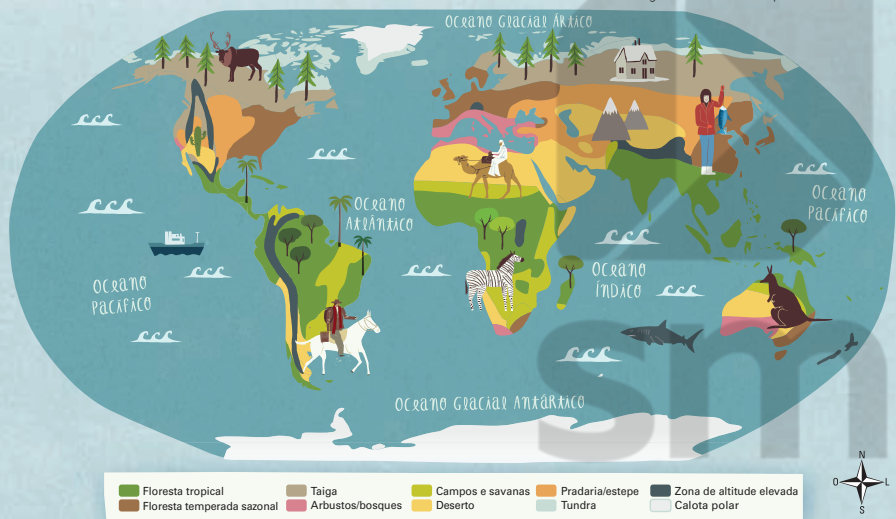 Oceano Glacial Ártico
Oceano
Atlântico
Oceano
Pacífico
Oceano
Pacífico
Oceano
Índico
Oceano Glacial Antártico
sm
N
O
L
S
Floresta tropical
Taiga
Campos e savanas
Pradaria/estepe
Zona de altitude elevada
Floresta temperada sazonal
Arbustos/bosques
Deserto
Tundra
Calota polar